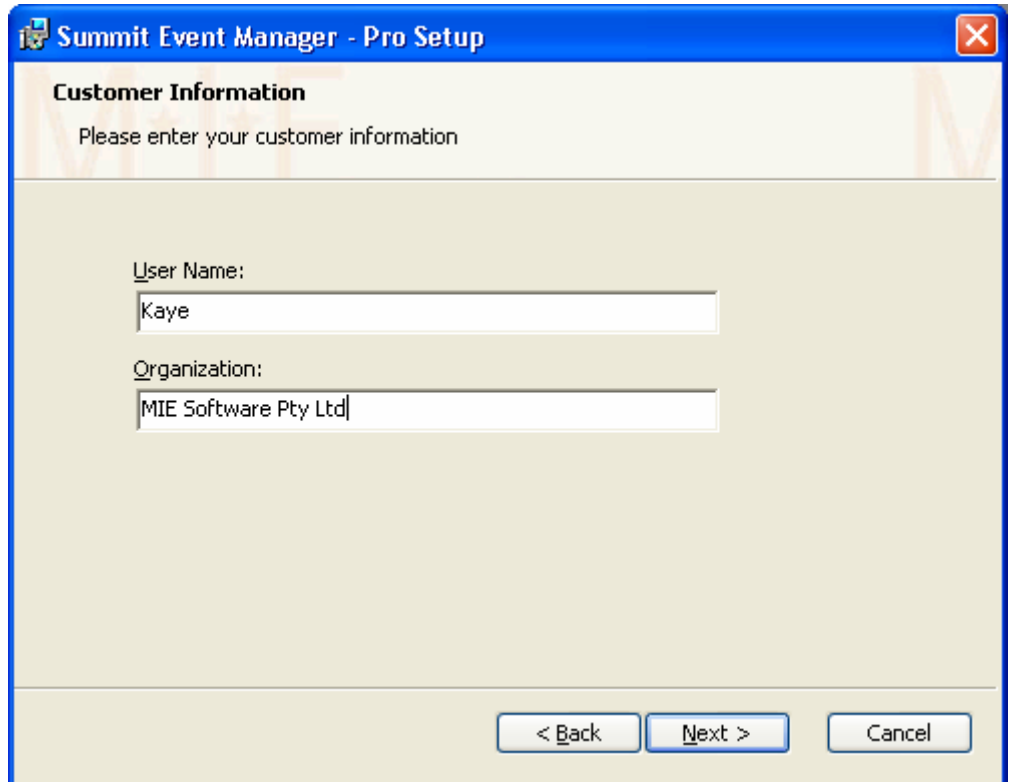 Summit Event Manager - Pro Setup
Customer Information
Please enter your customer information
User Name:
Kaye
Organization:
MIE Software Pty Ltd
< Back
Next >
Cancel